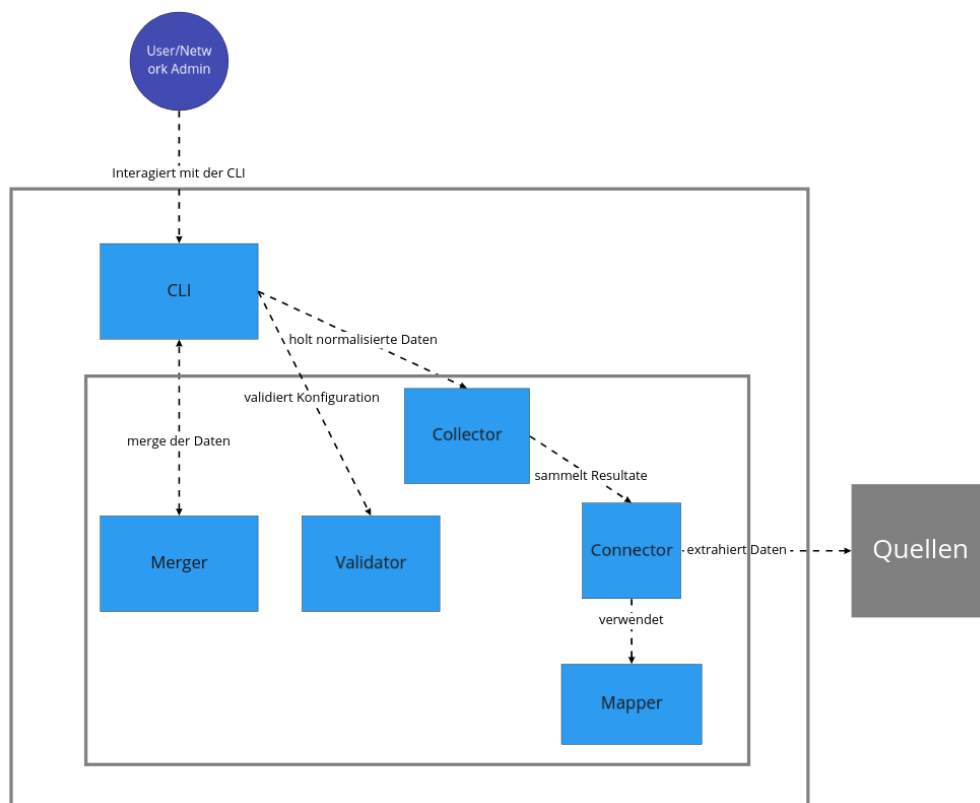 User/Netw
ork Admin
Interagiert mit der CLI
CLI
holt normalisierte Daten
validiert Konfiguration
Collector
merge der Daten
sammelt Resultate
Merger
Validator
Connector
extrahiert Daten
Quellen
verwendet
Mapper